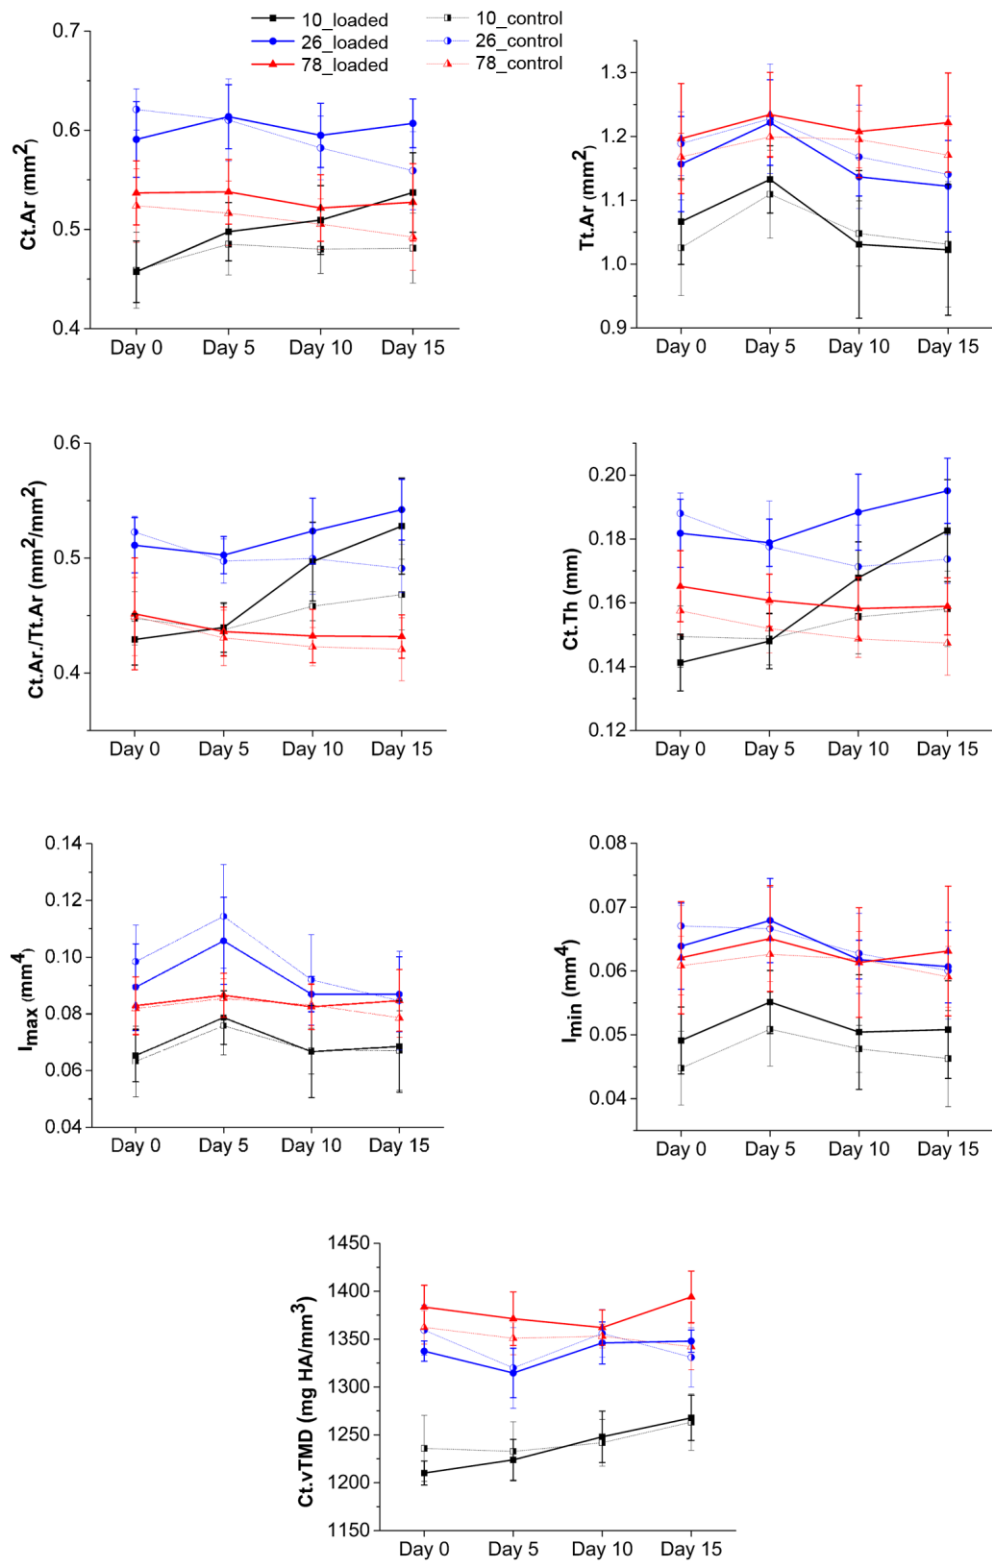 10_loaded 10_control
26_loaded 26_control
78_loaded 78_control
Ct.Ar (mm²)
0.7
0.6
0.5
0.4
Day 0 Day 5 Day 10 Day 15
Tt.Ar (mm²)
1.3
1.2
1.1
1.0
0.9
Day 0 Day 5 Day 10 Day 15
Ct.Ar./Tt.Ar (mm²/mm²)
0.6
0.5
0.4
Day 0 Day 5 Day 10 Day 15
Ct.Th (mm)
0.20
0.18
0.16
0.14
0.12
Day 0 Day 5 Day 10 Day 15
Imax (mm⁴)
0.14
0.12
0.10
0.08
0.06
0.04
Day 0 Day 5 Day 10 Day 15
Imin (mm⁴)
0.08
0.07
0.06
0.05
0.04
Day 0 Day 5 Day 10 Day 15
Ct.vTMD (mg HA/mm³)
1450
1400
1350
1300
1250
1200
1150
Day 0 Day 5 Day 10 Day 15